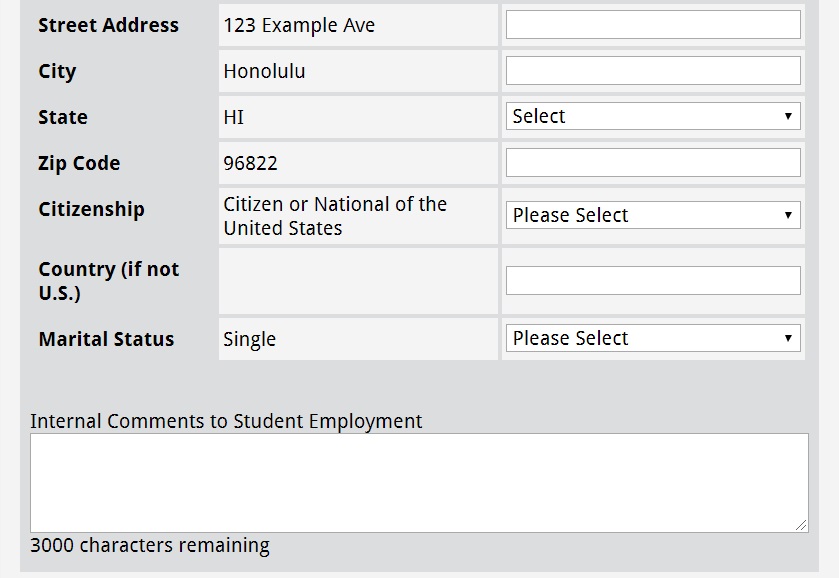 Street Address 123 Example Ave
City Honolulu
State HI Select
Zip Code 96822
Citizenship Citizen or National of the United States Please Select
Country (if not U.S.)
Marital Status Single Please Select
Internal Comments to Student Employment
3000 characters remaining